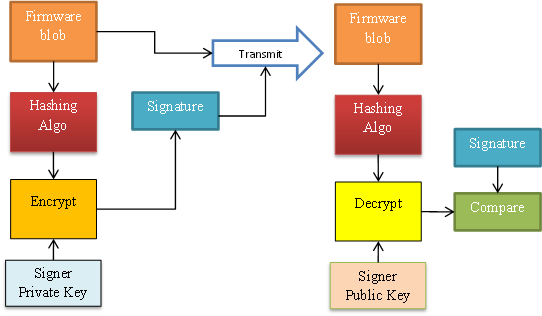 Firmware
blob
Hashing
Algo
Encrypt
Signer
Private Key
Signature
Transmit
Firmware
blob
Hashing
Algo
Decrypt
Signer
Public Key
Signature
Compare